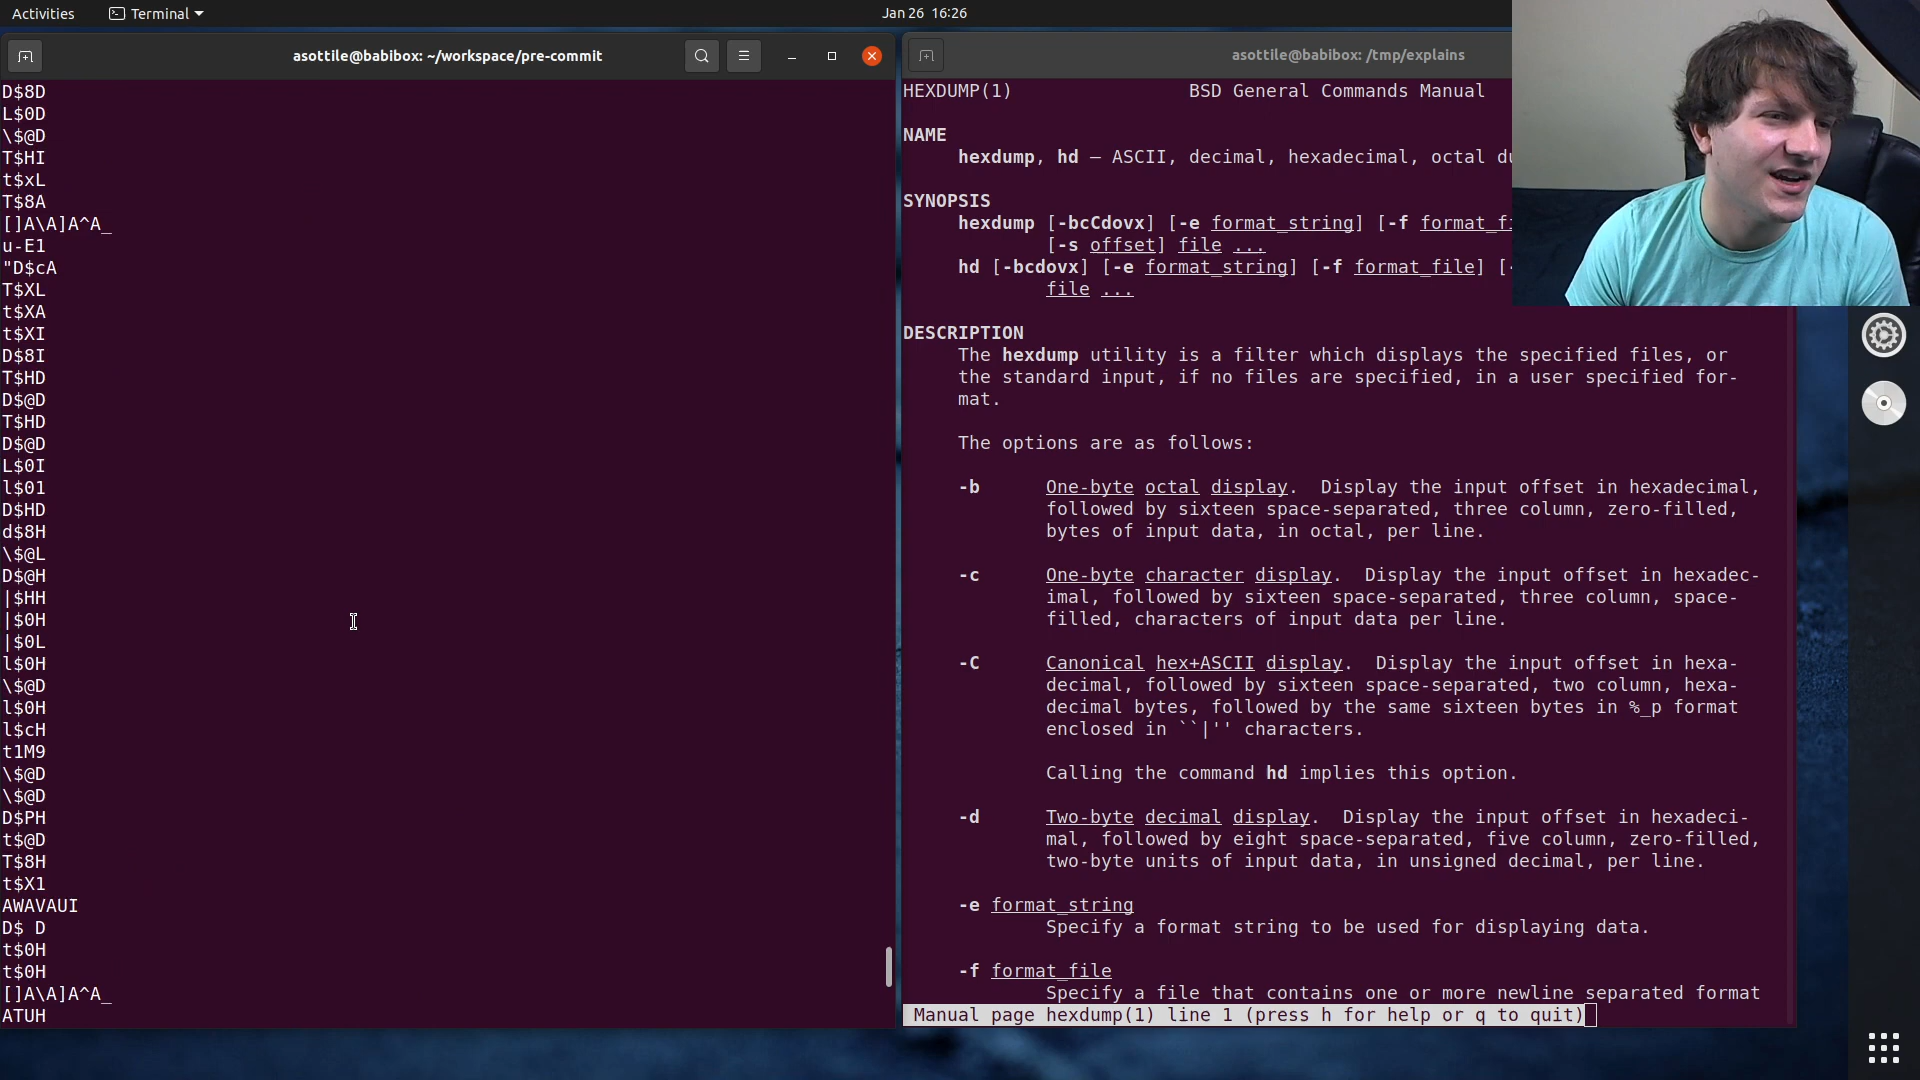 Activities
Terminal
Jan 26 16:26
asottile@babibox: ~/workspace/pre-commit
D$8D
L$0D
\$@D
T$HI
t$xL
T$8A
[]A\A]A^A_
u-E1
"D$cA
T$XL
t$XA
t$XI
D$8I
T$HD
D$@D
T$HD
D$@D
L$0I
l$01
D$HD
d$8H
\$@L
D$@H
|$HH
|$0H
|$0L
l$0H
\$@D
l$0H
l$cH
t1M9
\$@D
\$@D
D$PH
t$@D
T$8H
t$X1
AWAVAUI
D$ D
t$0H
t$0H
[]A\A]A^A_
ATUH
asottile@babibox: /tmp/explains
HEXDUMP(1) BSD General Commands Manual
NAME
hexdump, hd — ASCII, decimal, hexadecimal, octal
SYNOPSIS
hexdump [-bcCdovx] [-e format_string] [-f
[-s offset] file ...
hd [-bcdovx] [-e format_string] [-f format_file] [
file ...
DESCRIPTION
The hexdump utility is a filter which displays the specified files, or
the standard input, if no files are specified, in a user specified for-
mat.
The options are as follows:
-b One-byte octal display. Display the input offset in hexadecimal,
followed by sixteen space-separated, three column, zero-filled,
bytes of input data, in octal, per line.
-c One-byte character display. Display the input offset in hexadec-
imal, followed by sixteen space-separated, three column, space-
filled, characters of input data per line.
-C Canonical hex+ASCII display. Display the input offset in hexa-
decimal, followed by sixteen space-separated, two column, hexa-
decimal bytes, followed by the same sixteen bytes in %_p format
enclosed in ``|'' characters.
Calling the command hd implies this option.
-d Two-byte decimal display. Display the input offset in hexadeci-
mal, followed by eight space-separated, five column, zero-filled,
two-byte units of input data, in unsigned decimal, per line.
-e format_string
Specify a format string to be used for displaying data.
-f format_file
Specify a file that contains one or more newline separated format
Manual page hexdump(1) line 1 (press h for help or q to quit)